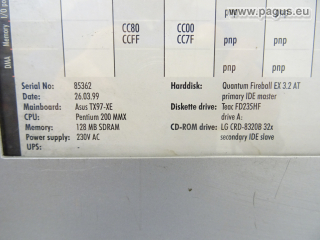 www.pagus.eu
DMA Memory I/O
pnp
CC80 CC00
CCFF CC7F pnp pnp
pnp pnp
Serial No: 85362
Date: 26.03.99
Mainboard: Asus TX97-XE
CPU: Pentium 200 MMX
Memory: 128 MB SDRAM
Power supply: 230V AC
UPS: -
Harddisk: Quantum Fireball EX 3.2 AT
primary IDE master
Diskette drive: Teac FD235HF
drive A:
CD-ROM drive: LG CRD-8320B 32x
secondary IDE slave